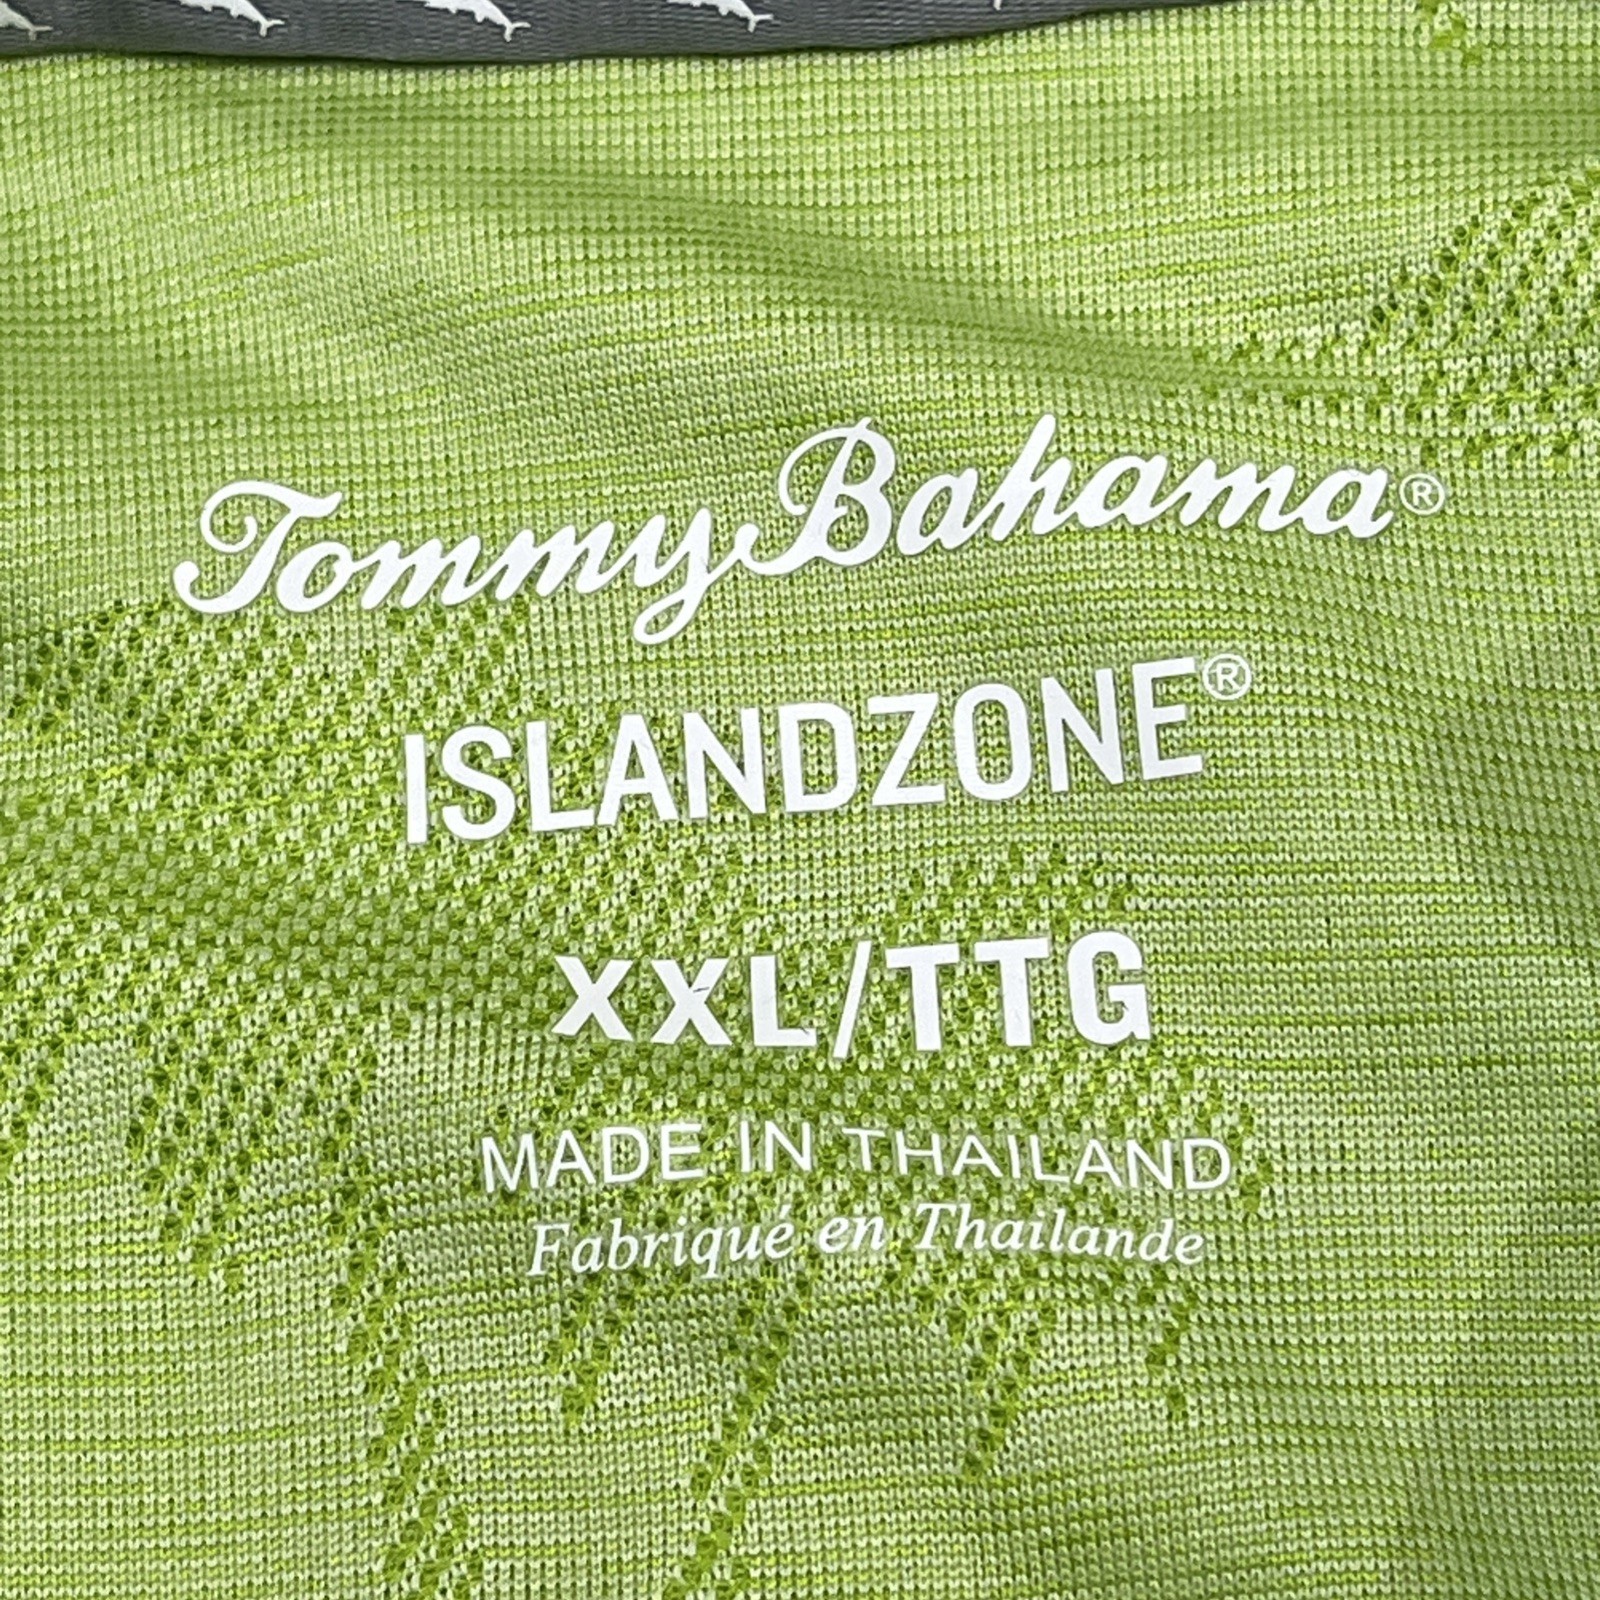 Tommy Bahama®
ISLANDZONE®
XXL/TTG
MADE IN THAILAND
Fabriqué en Thailande